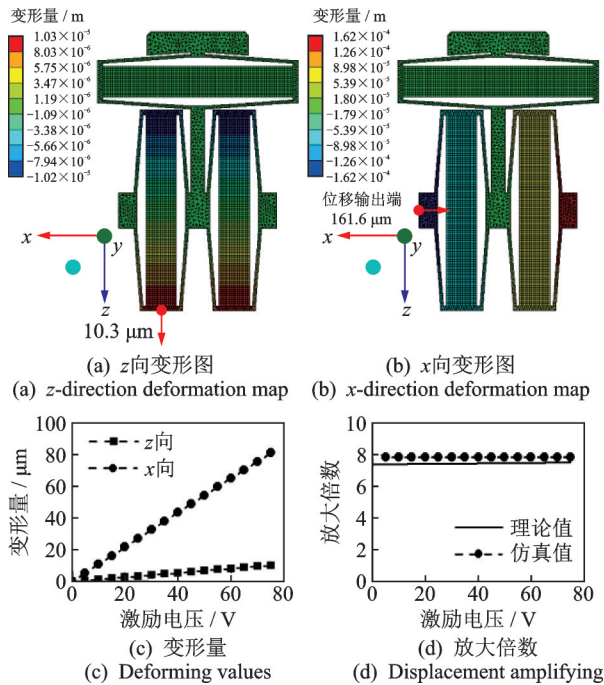 变形量 / m
1.03×10⁻⁵
8.03×10⁻⁶
5.75×10⁻⁶
3.47×10⁻⁶
1.19×10⁻⁶
-1.09×10⁻⁶
-3.38×10⁻⁶
-5.66×10⁻⁶
-7.94×10⁻⁶
-1.02×10⁻⁵
x
y
z
10.3 μm
(a) z向变形图
(a) z-direction deformation map
变形量 / m
1.62×10⁻⁴
1.26×10⁻⁴
8.98×10⁻⁵
5.39×10⁻⁵
1.80×10⁻⁵
-1.79×10⁻⁵
-5.39×10⁻⁵
-8.98×10⁻⁵
-1.26×10⁻⁴
-1.62×10⁻⁴
位移输出端
161.6 μm
x
y
z
(b) x向变形图
(b) x-direction deformation map
变形量 / μm
100
80
60
40
20
0
z向
x向
0 20 40 60 80
激励电压 / V
(c) 变形量
(c) Deforming values
放大倍数
10
8
6
4
2
0
理论值
仿真值
0 20 40 60 80
激励电压 / V
(d) 放大倍数
(d) Displacement amplifying